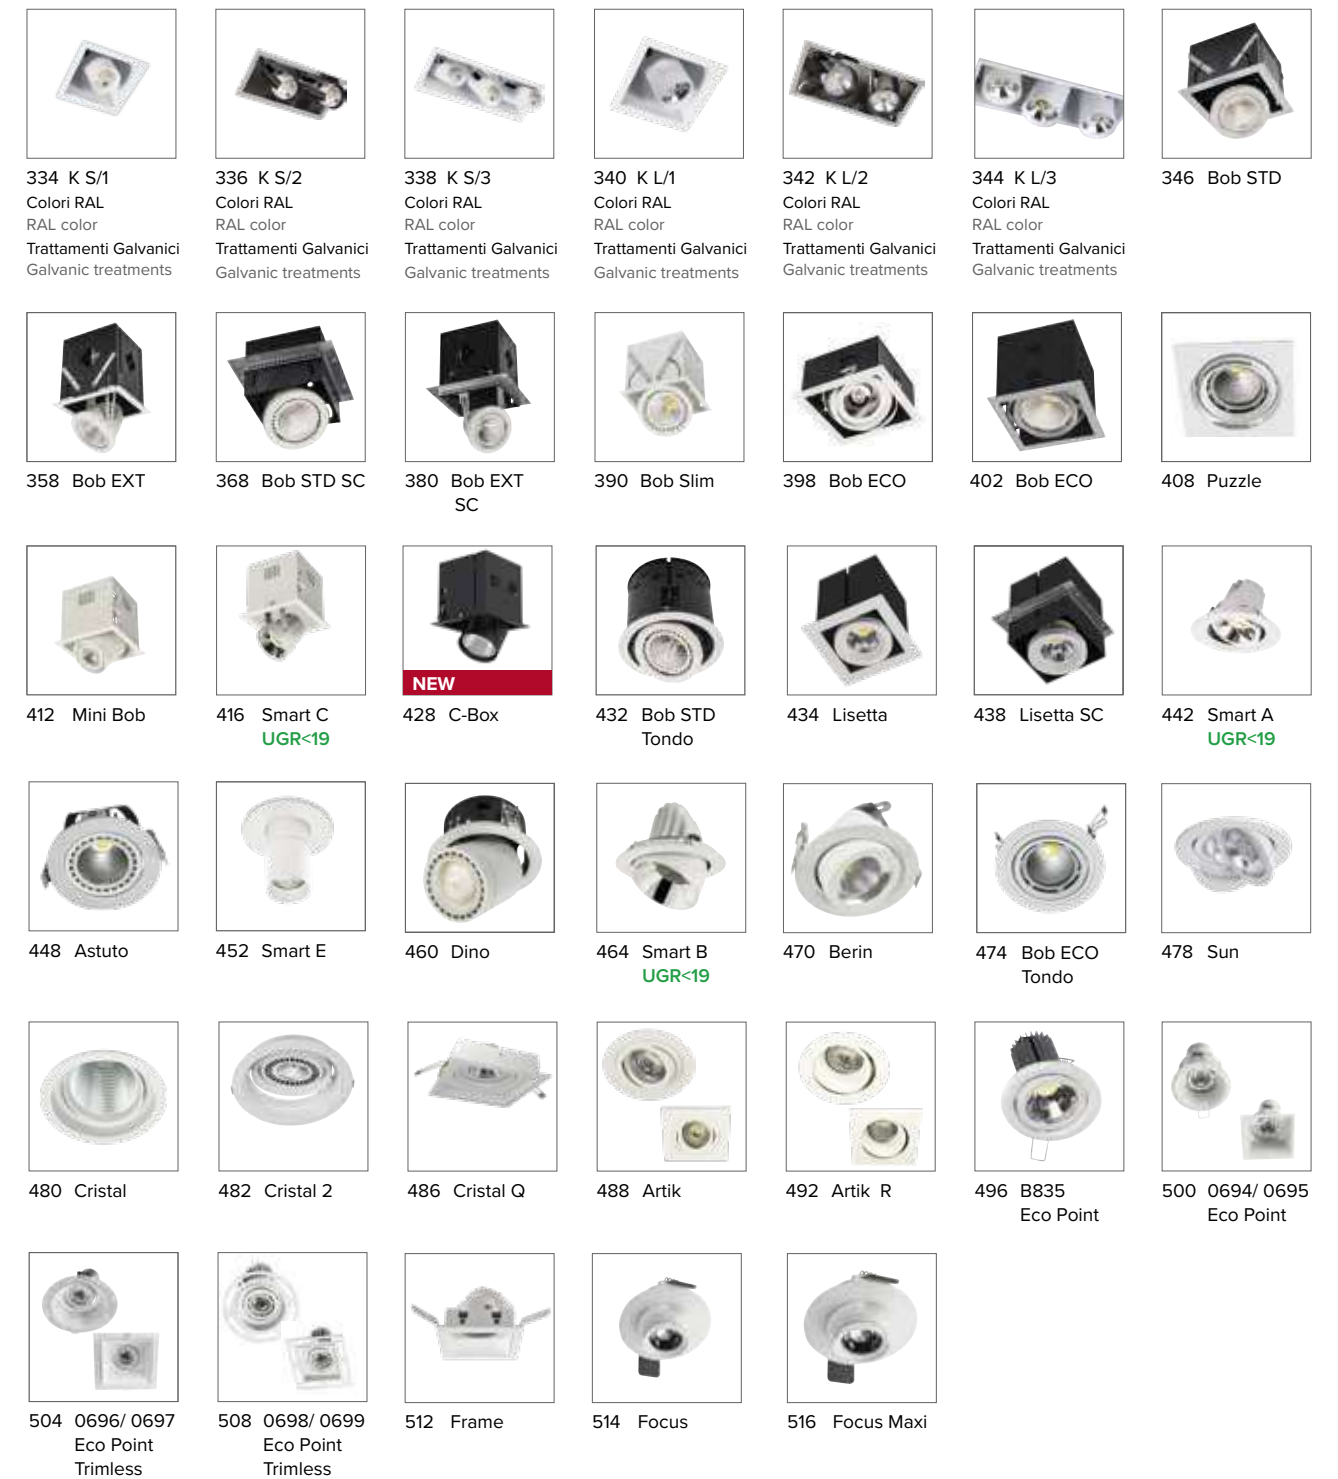 334 K S/1
Colori RAL
RAL color
Trattamenti Galvanici
Galvanic treatments
336 K S/2
Colori RAL
RAL color
Trattamenti Galvanici
Galvanic treatments
338 K S/3
Colori RAL
RAL color
Trattamenti Galvanici
Galvanic treatments
340 K L/1
Colori RAL
RAL color
Trattamenti Galvanici
Galvanic treatments
342 K L/2
Colori RAL
RAL color
Trattamenti Galvanici
Galvanic treatments
344 K L/3
Colori RAL
RAL color
Trattamenti Galvanici
Galvanic treatments
346 Bob STD
358 Bob EXT
368 Bob STD SC
380 Bob EXT
SC
390 Bob Slim
398 Bob ECO
402 Bob ECO
408 Puzzle
412 Mini Bob
416 Smart C
UGR<19
NEW
428 C-Box
432 Bob STD
Tondo
434 Lisetta
438 Lisetta SC
442 Smart A
UGR<19
448 Astuto
452 Smart E
460 Dino
464 Smart B
UGR<19
470 Berin
474 Bob ECO
Tondo
478 Sun
480 Cristal
482 Cristal 2
486 Cristal Q
488 Artik
492 Artik R
496 B835
Eco Point
500 0694/ 0695
Eco Point
504 0696/ 0697
Eco Point
Trimless
508 0698/ 0699
Eco Point
Trimless
512 Frame
514 Focus
516 Focus Maxi